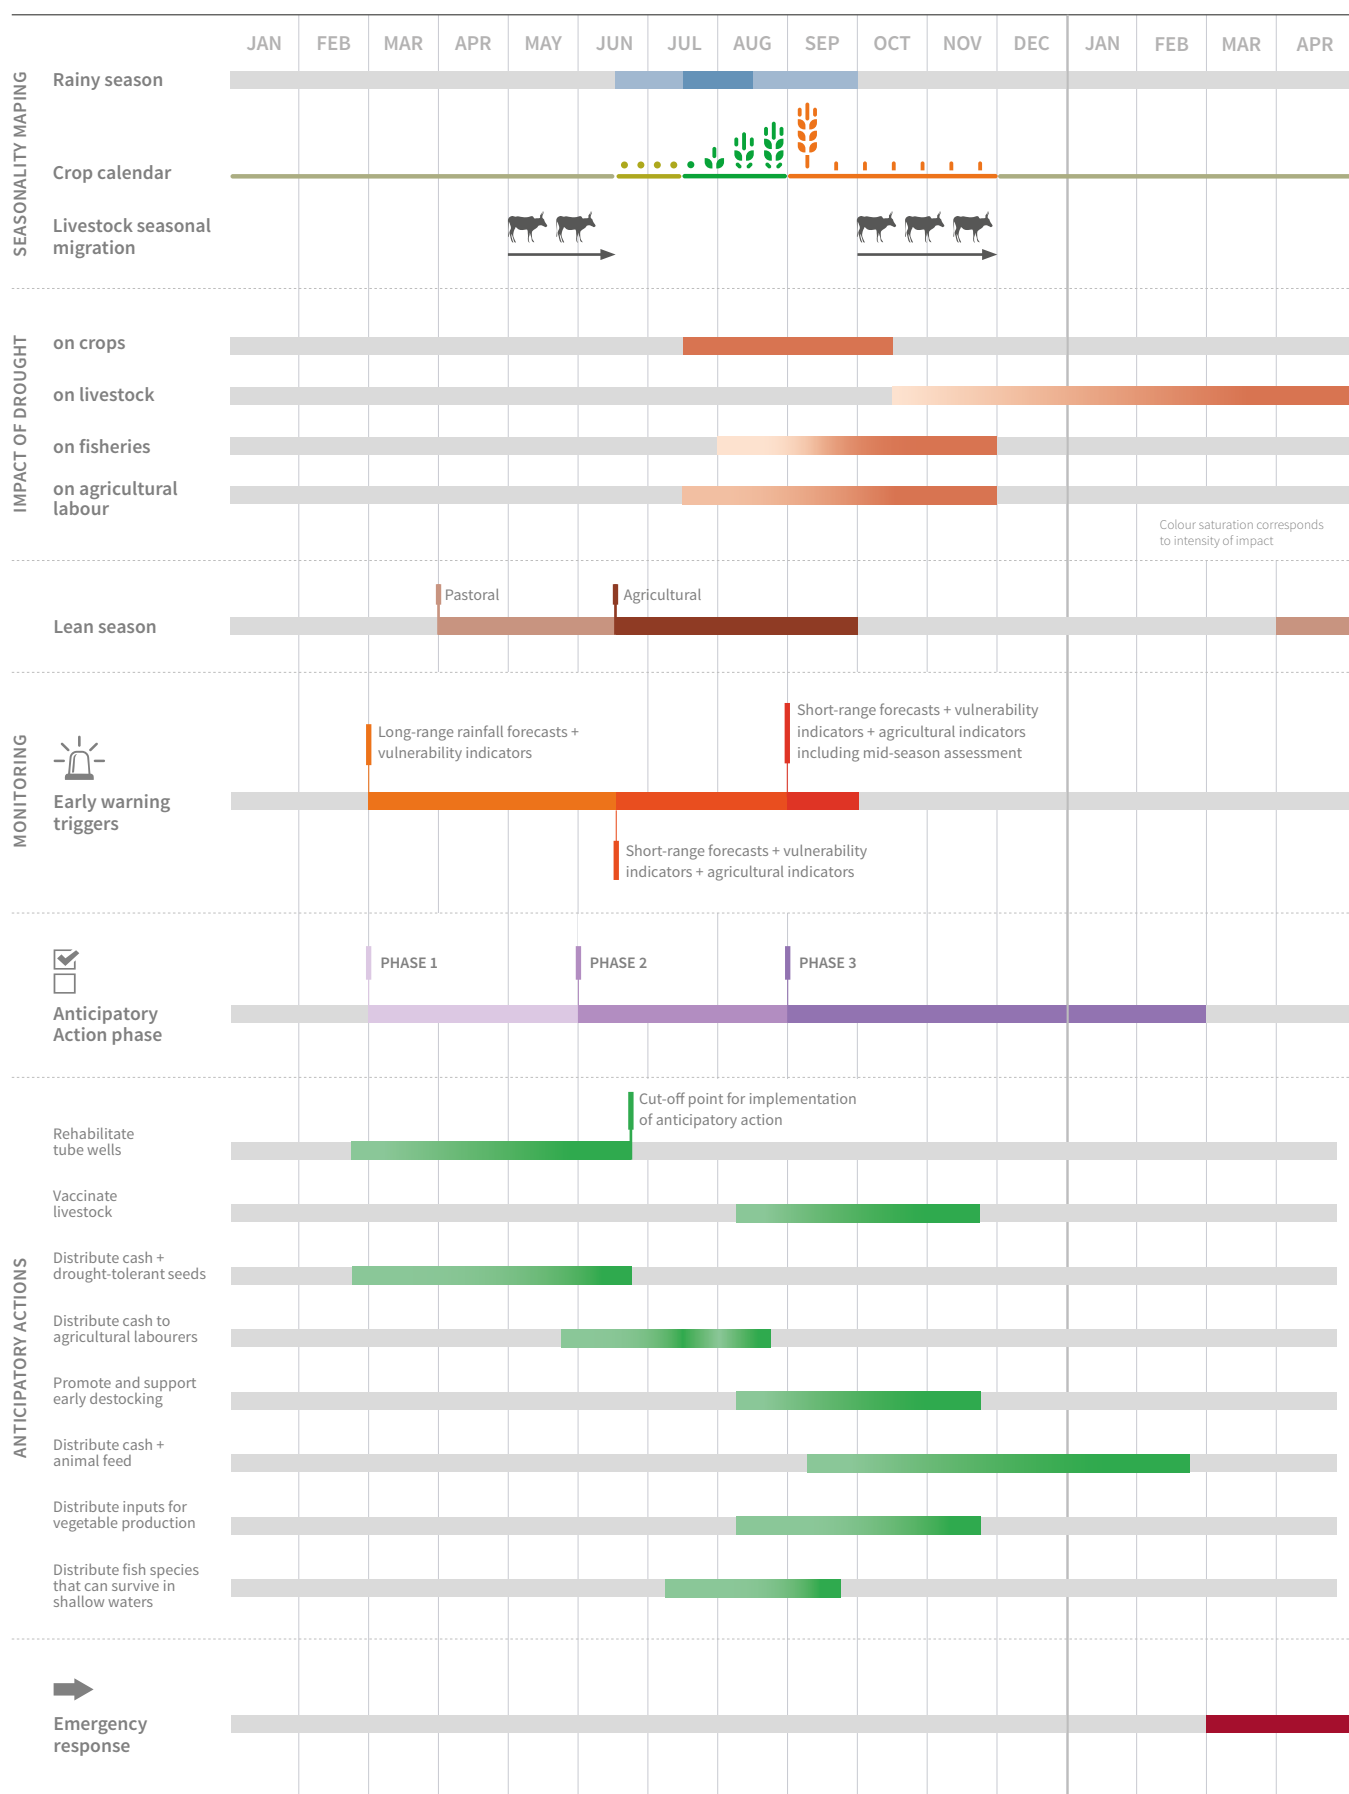 JAN FEB MAR APR MAY JUN JUL AUG SEP OCT NOV DEC JAN FEB MAR APR
SEASONALITY MAPING
Rainy season
Crop calendar
Livestock seasonal
migration
IMPACT OF DROUGHT
on crops
on livestock
on fisheries
on agricultural
labour
Colour saturation corresponds
to intensity of impact
Pastoral
Agricultural
Lean season
MONITORING
Short-range forecasts + vulnerability
indicators + agricultural indicators
including mid-season assessment
Long-range rainfall forecasts +
vulnerability indicators
Early warning
triggers
Short-range forecasts + vulnerability
indicators + agricultural indicators
PHASE 1
PHASE 2
PHASE 3
Anticipatory
Action phase
ANTICIPATORY ACTIONS
Cut-off point for implementation
of anticipatory action
Rehabilitate
tube wells
Vaccinate
livestock
Distribute cash +
drought-tolerant seeds
Distribute cash to
agricultural labourers
Promote and support
early destocking
Distribute cash +
animal feed
Distribute inputs for
vegetable production
Distribute fish species
that can survive in
shallow waters
Emergency
response